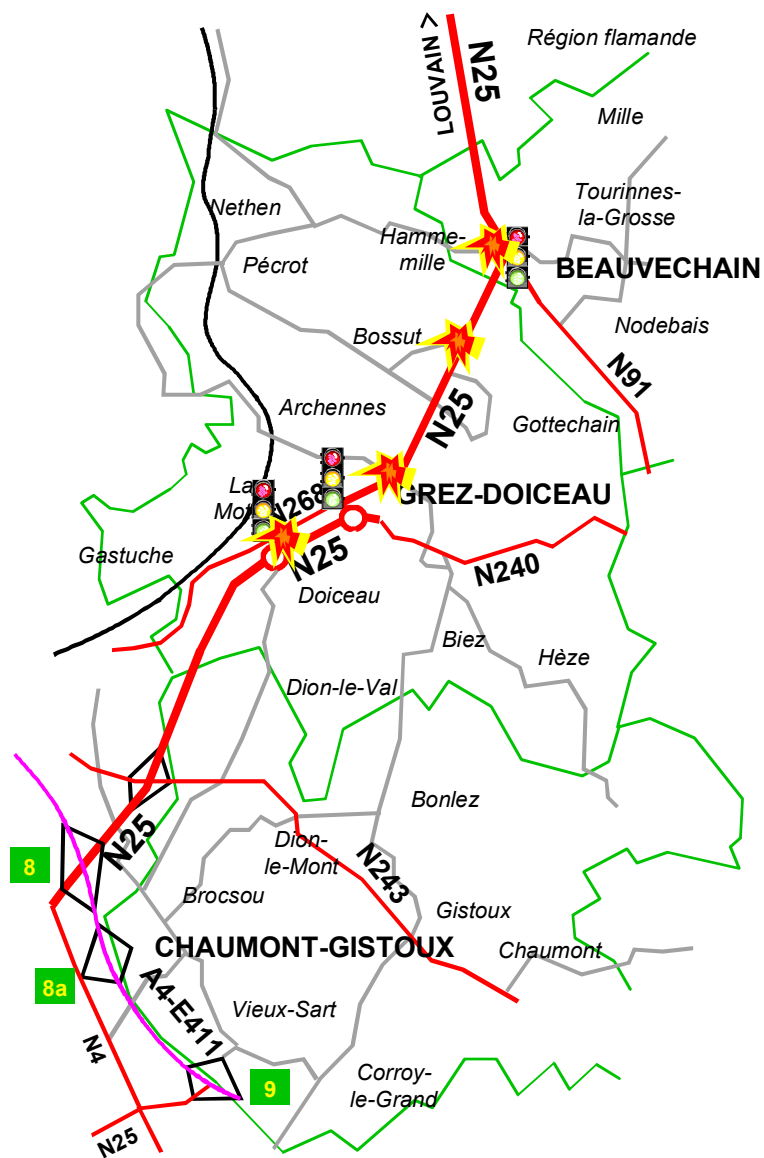 N25
LOUVAIN <
Région flamande
Mille
Tourinnes-
la-Grosse
Nethen
Hamme-
mille
Pécrot
BEAUVECHAIN
Bossut
Nodebais
N91
N25
Archennes
Gottechain
La
Mot
N268
GREZ-DOICEAU
Gastuche
N25
N240
Doiceau
Biez
Hèze
Dion-le-Val
Bonlez
N25
Dion-
le-Mont
N243
8
Brocsou
Gistoux
CHAUMONT-GISTOUX
Chaumont
8a
A4-E411
Vieux-Sart
N4
9
Corroy-
le-Grand
N25